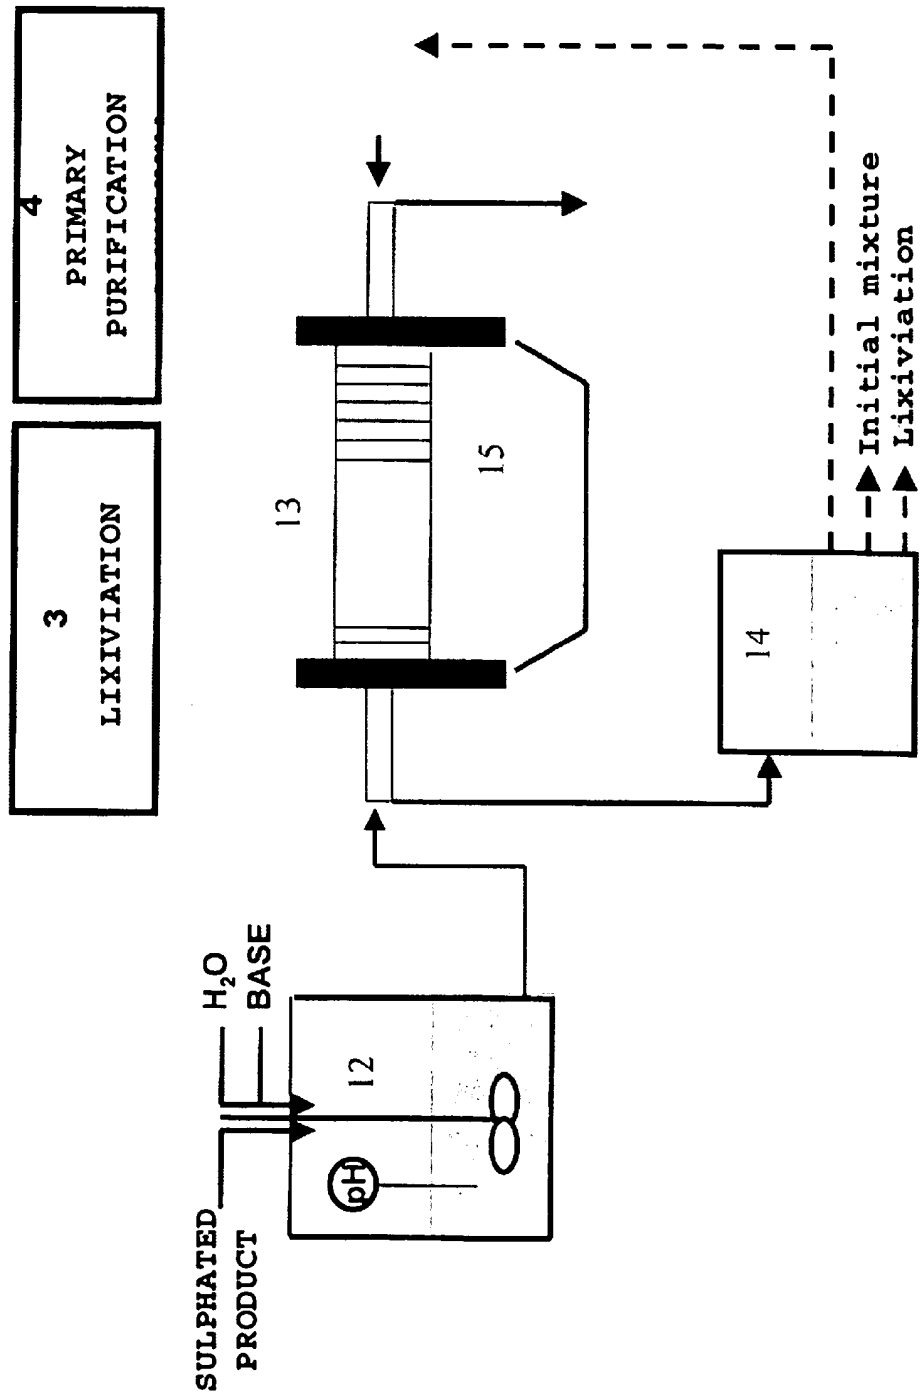 3
LIXIVIATION
4
PRIMARY
PURIFICATION
SULPHATED
PRODUCT
H₂O
BASE
pH
12
13
15
14
Initial mixture
Lixiviation